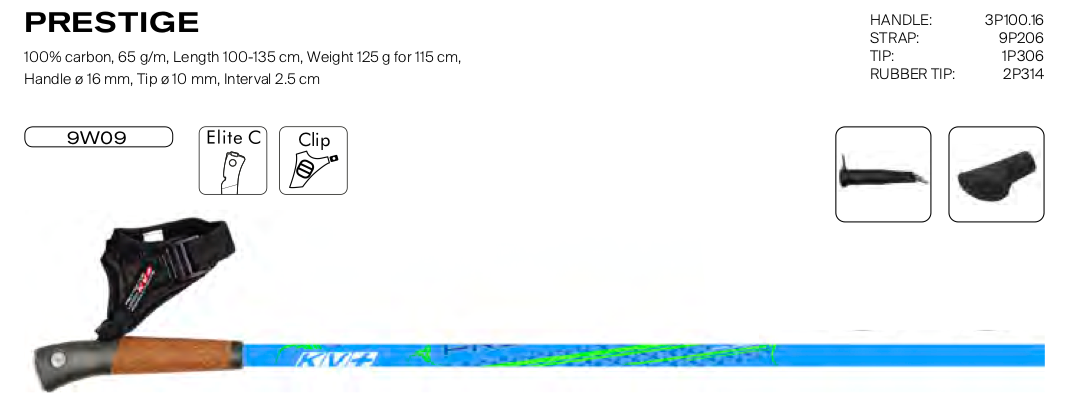 PRESTIGE
100% carbon, 65 g/m, Length 100-135 cm, Weight 125 g for 115 cm,
Handle ø 16 mm, Tip ø 10 mm, Interval 2.5 cm
HANDLE: 3P100.16
STRAP: 9P206
TIP: 1P306
RUBBER TIP: 2P314
9W09
Elite C
Clip
KV+